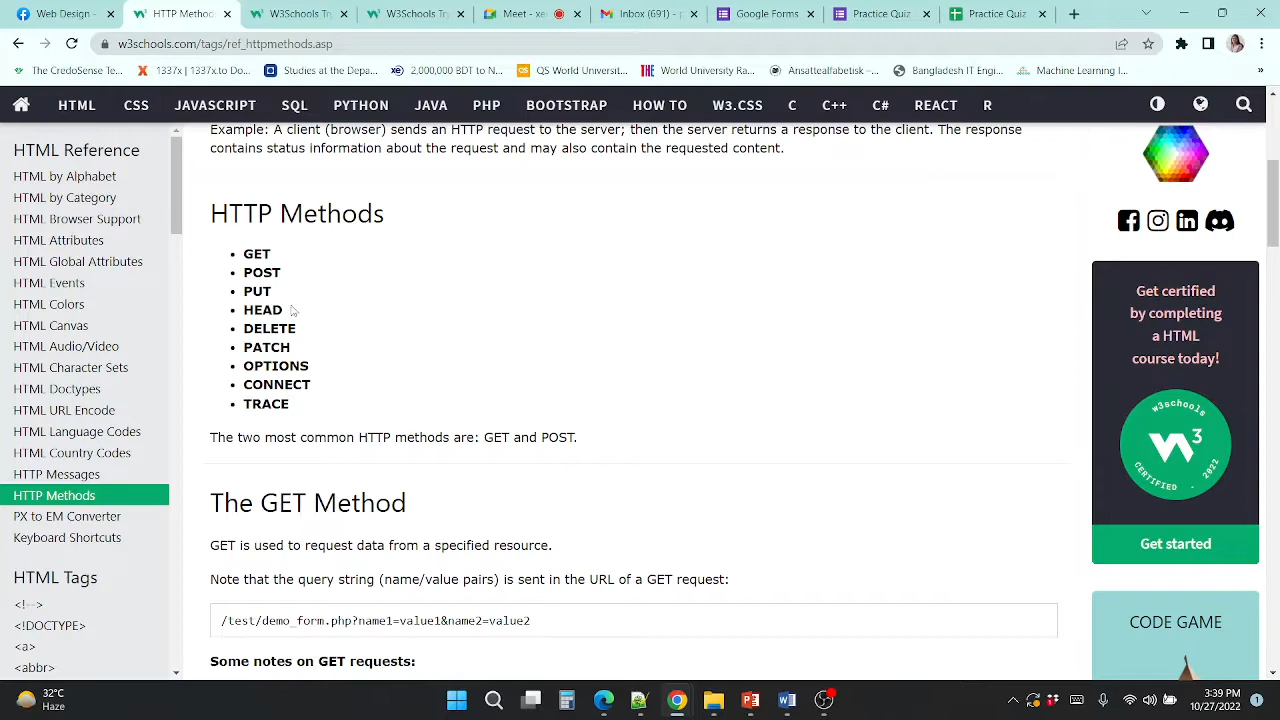 Web Design -
HTTP Methods
W3Schools Try
W3Schools Try
Meet - xe
Inbox (691) - p
Google Forms
Practice Quiz
Practice Quiz
w3schools.com/tags/ref_httpmethods.asp
The CredoSense Te...
1337x | 1337x.to Do...
Studies at the Depa...
2,000,000 BDT to N...
QS World Universit...
World University Ra...
Ansattealfabetisk –...
Bangladesh IT Engi...
Machine Learning I...
»
HTML CSS JAVASCRIPT SQL PYTHON JAVA PHP BOOTSTRAP HOW TO W3.CSS C C++ C# REACT R
HTML Reference
HTML by Alphabet
HTML by Category
HTML Browser Support
HTML Attributes
HTML Global Attributes
HTML Events
HTML Colors
HTML Canvas
HTML Audio/Video
HTML Character Sets
HTML Doctypes
HTML URL Encode
HTML Language Codes
HTML Country Codes
HTTP Messages
HTTP Methods
PX to EM Converter
Keyboard Shortcuts
HTML Tags
<!-->
<!DOCTYPE>
<a>
<abbr>
Example: A client (browser) sends an HTTP request to the server; then the server returns a response to the client. The response
contains status information about the request and may also contain the requested content.
HTTP Methods
• GET
• POST
• PUT
• HEAD
• DELETE
• PATCH
• OPTIONS
• CONNECT
• TRACE
The two most common HTTP methods are: GET and POST.
The GET Method
GET is used to request data from a specified resource.
Note that the query string (name/value pairs) is sent in the URL of a GET request:
/test/demo_form.php?name1=value1&name2=value2
Some notes on GET requests:
Get certified
by completing
a HTML
course today!
w3schools
W3
CERTIFIED . 2022
Get started
CODE GAME
32°C
Haze
3:39 PM
10/27/2022
1